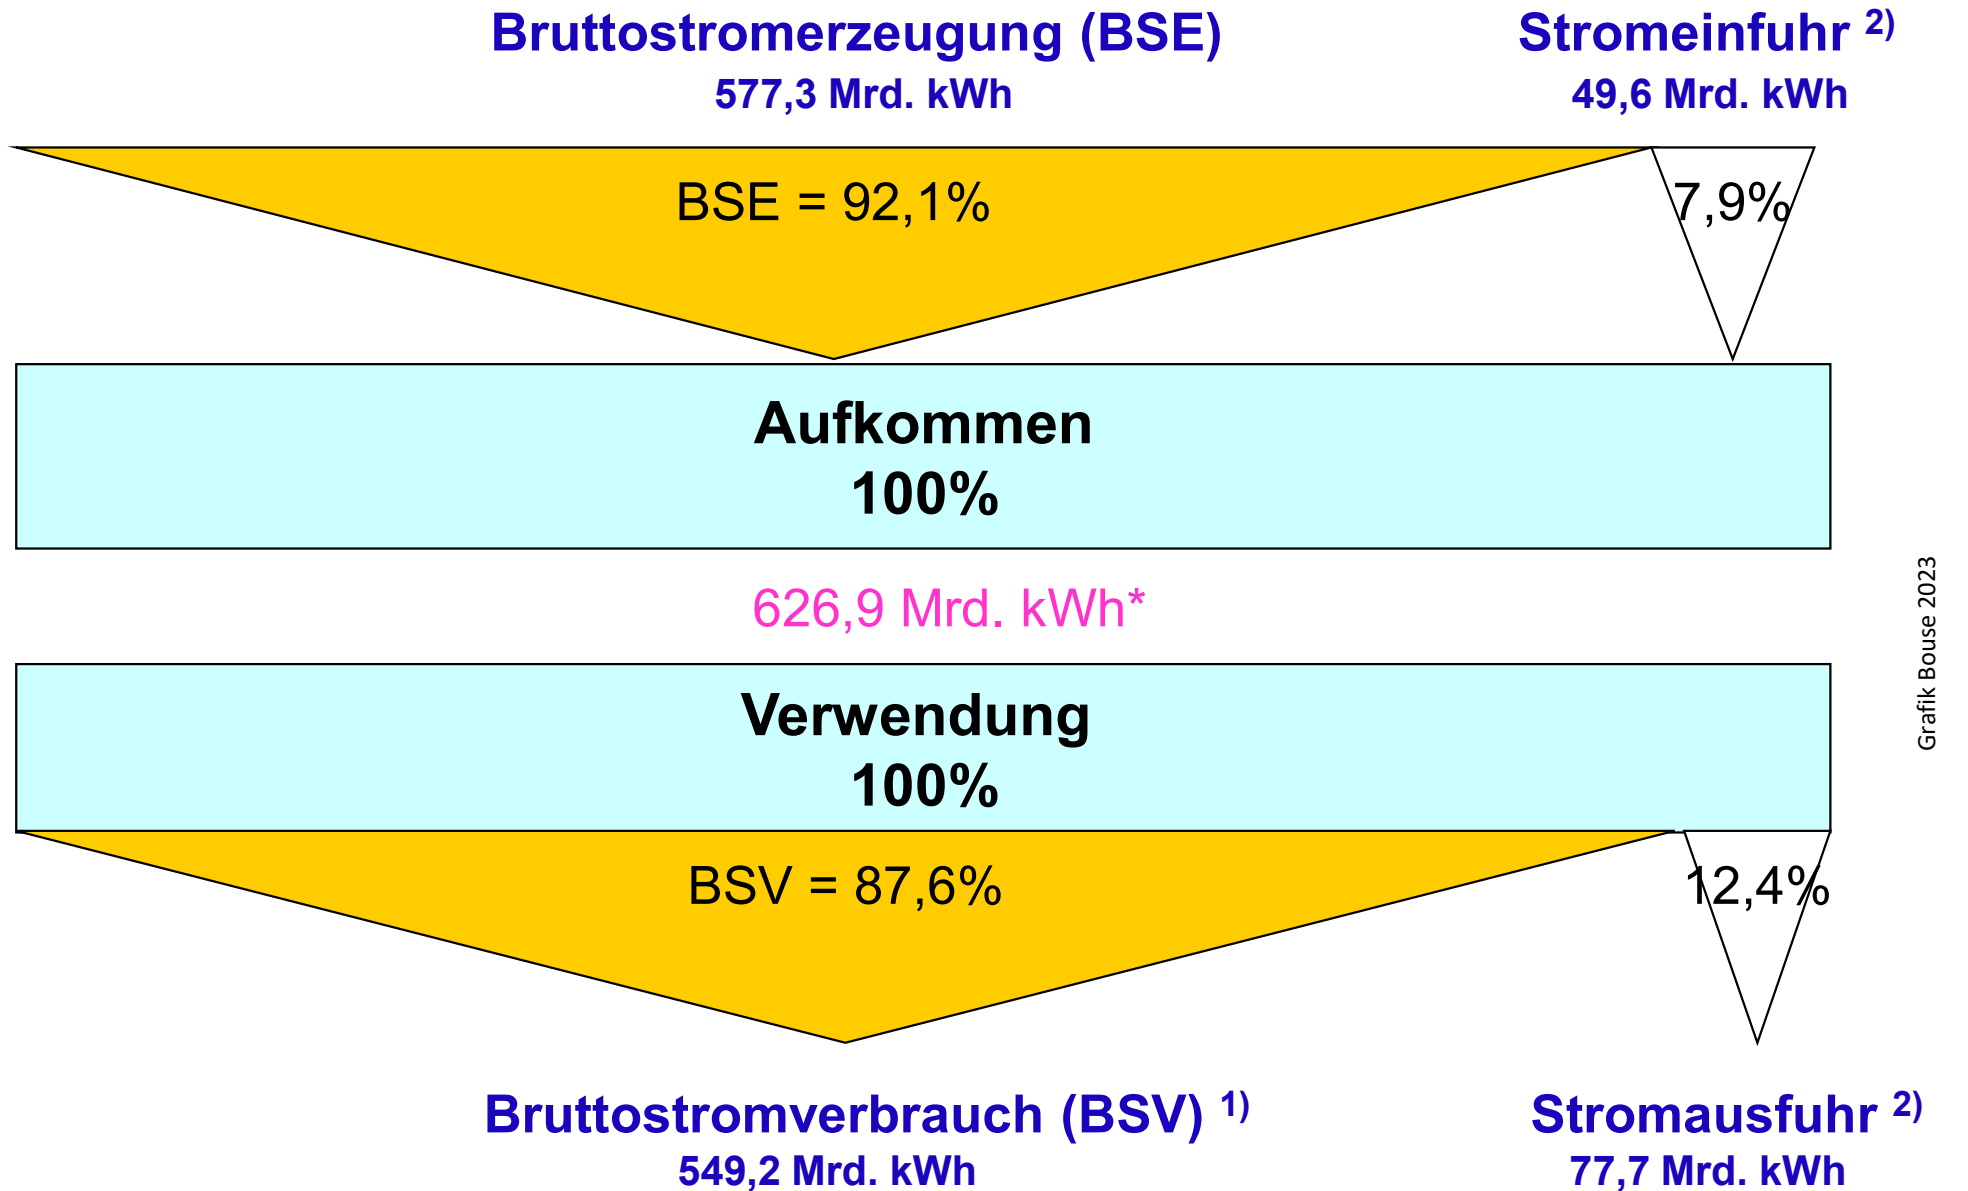 Bruttostromerzeugung (BSE)
577,3 Mrd. kWh
Stromeinfuhr 2)
49,6 Mrd. kWh
BSE = 92,1%
7,9%
Aufkommen
100%
626,9 Mrd. kWh*
Verwendung
100%
Grafik Bouse 2023
BSV = 87,6%
12,4%
Bruttostromverbrauch (BSV) 1)
549,2 Mrd. kWh
Stromausfuhr 2)
77,7 Mrd. kWh